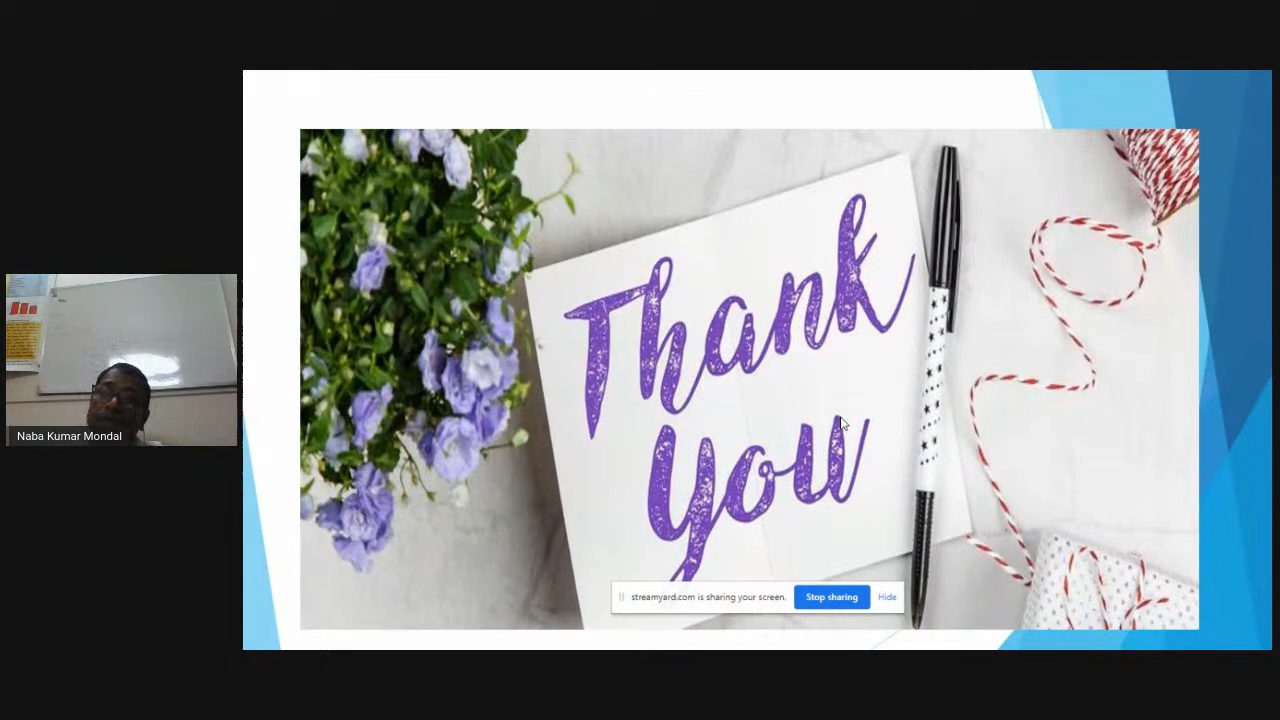 Thank
You
streamyard.com is sharing your screen.
Stop sharing
Hide
Naba Kumar Mondal